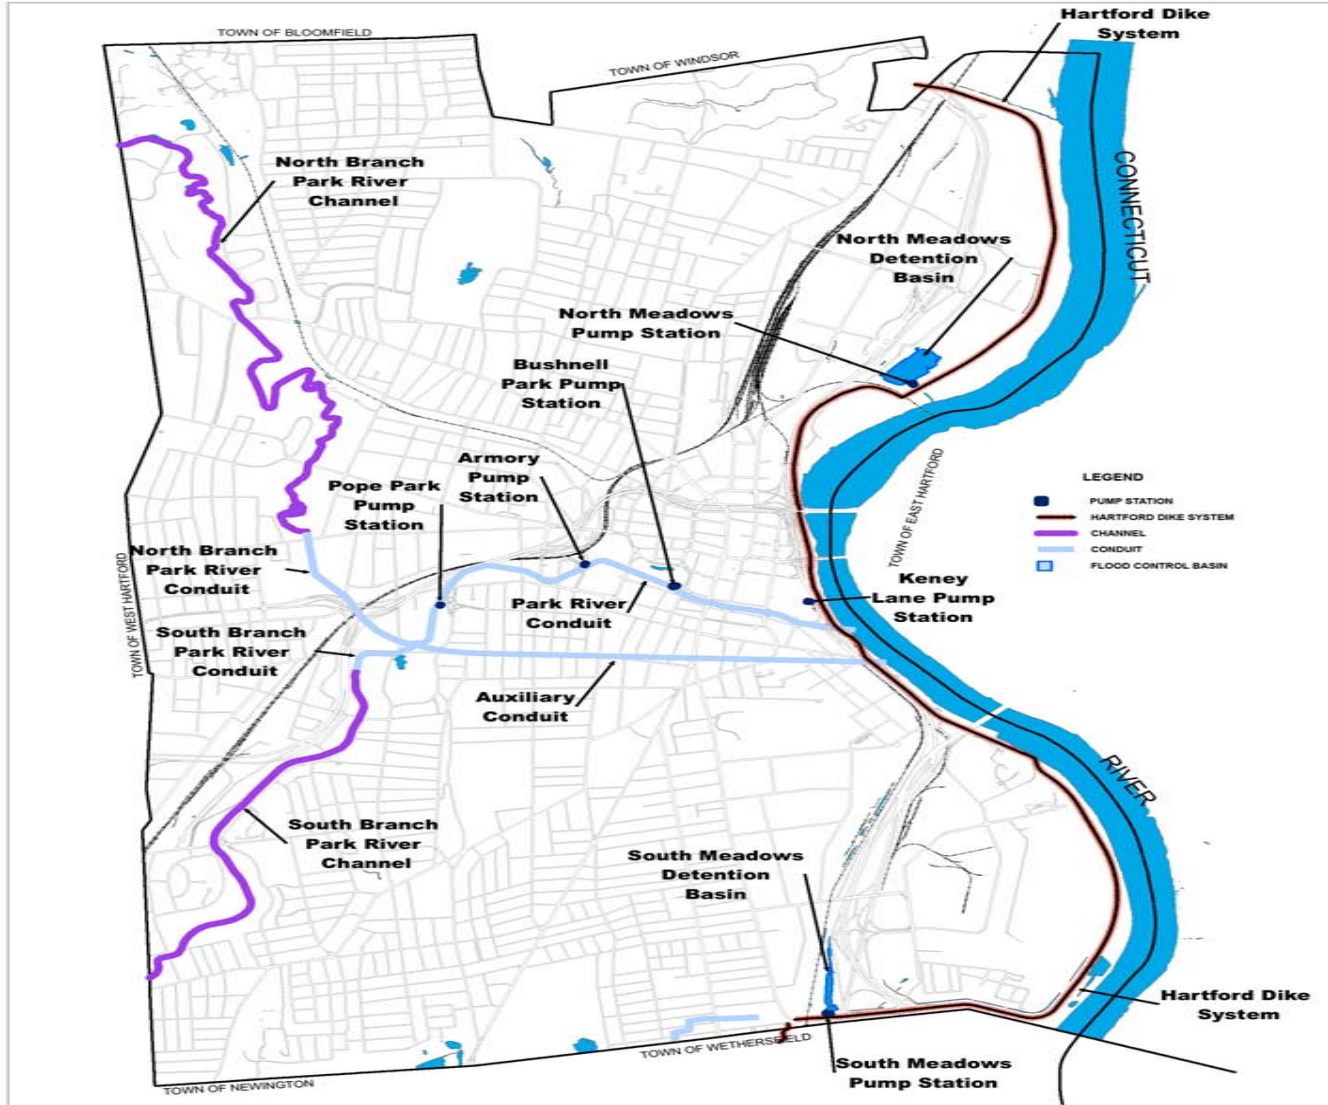 Hartford Dike
System
TOWN OF BLOOMFIELD
TOWN OF WINDSOR
North Branch
Park River
Channel
CONNECTICUT
North Meadows
Detention
Basin
North Meadows
Pump Station
Bushnell
Park Pump
Station
Armory
Pump
Station
Pope Park
Pump
Station
TOWN OF EAST HARTFORD
LEGEND
PUMP STATION
HARTFORD DIKE SYSTEM
CHANNEL
CONDUIT
FLOOD CONTROL BASIN
North Branch
Park River
Conduit
TOWN OF WEST HARTFORD
Keney
Lane Pump
Station
Park River
Conduit
South Branch
Park River
Conduit
Auxiliary
Conduit
RIVER
South Branch
Park River
Channel
South Meadows
Detention
Basin
Hartford Dike
System
TOWN OF WETHERSFIELD
South Meadows
Pump Station
TOWN OF NEWINGTON